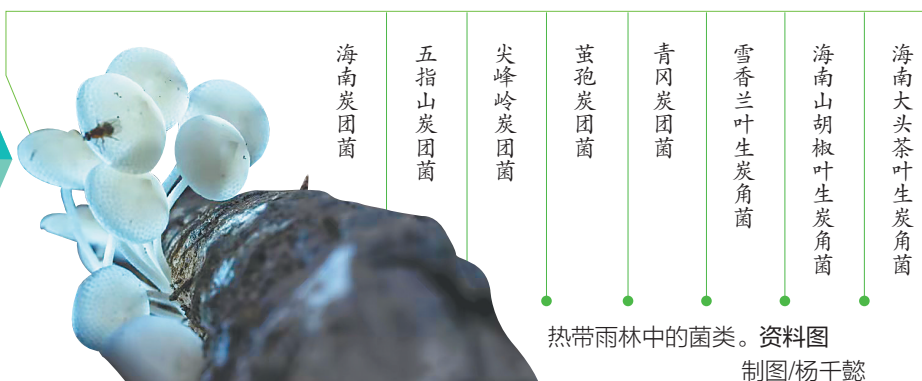 海南炭团菌
五指山炭团菌
尖峰岭炭团菌
茧孢炭团菌
青冈炭团菌
雪香兰叶生炭角菌
海南山胡椒叶生炭角菌
海南大头茶叶生炭角菌
热带雨林中的菌类。资料图
制图/杨千懿